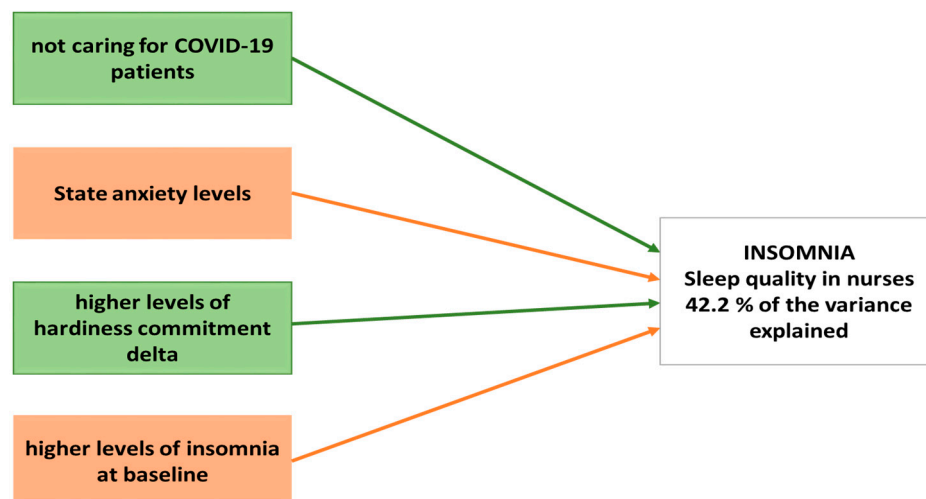 not caring for COVID-19
patients
State anxiety levels
higher levels of
hardiness commitment
delta
higher levels of insomnia
at baseline
INSOMNIA
Sleep quality in nurses
42.2 % of the variance
explained